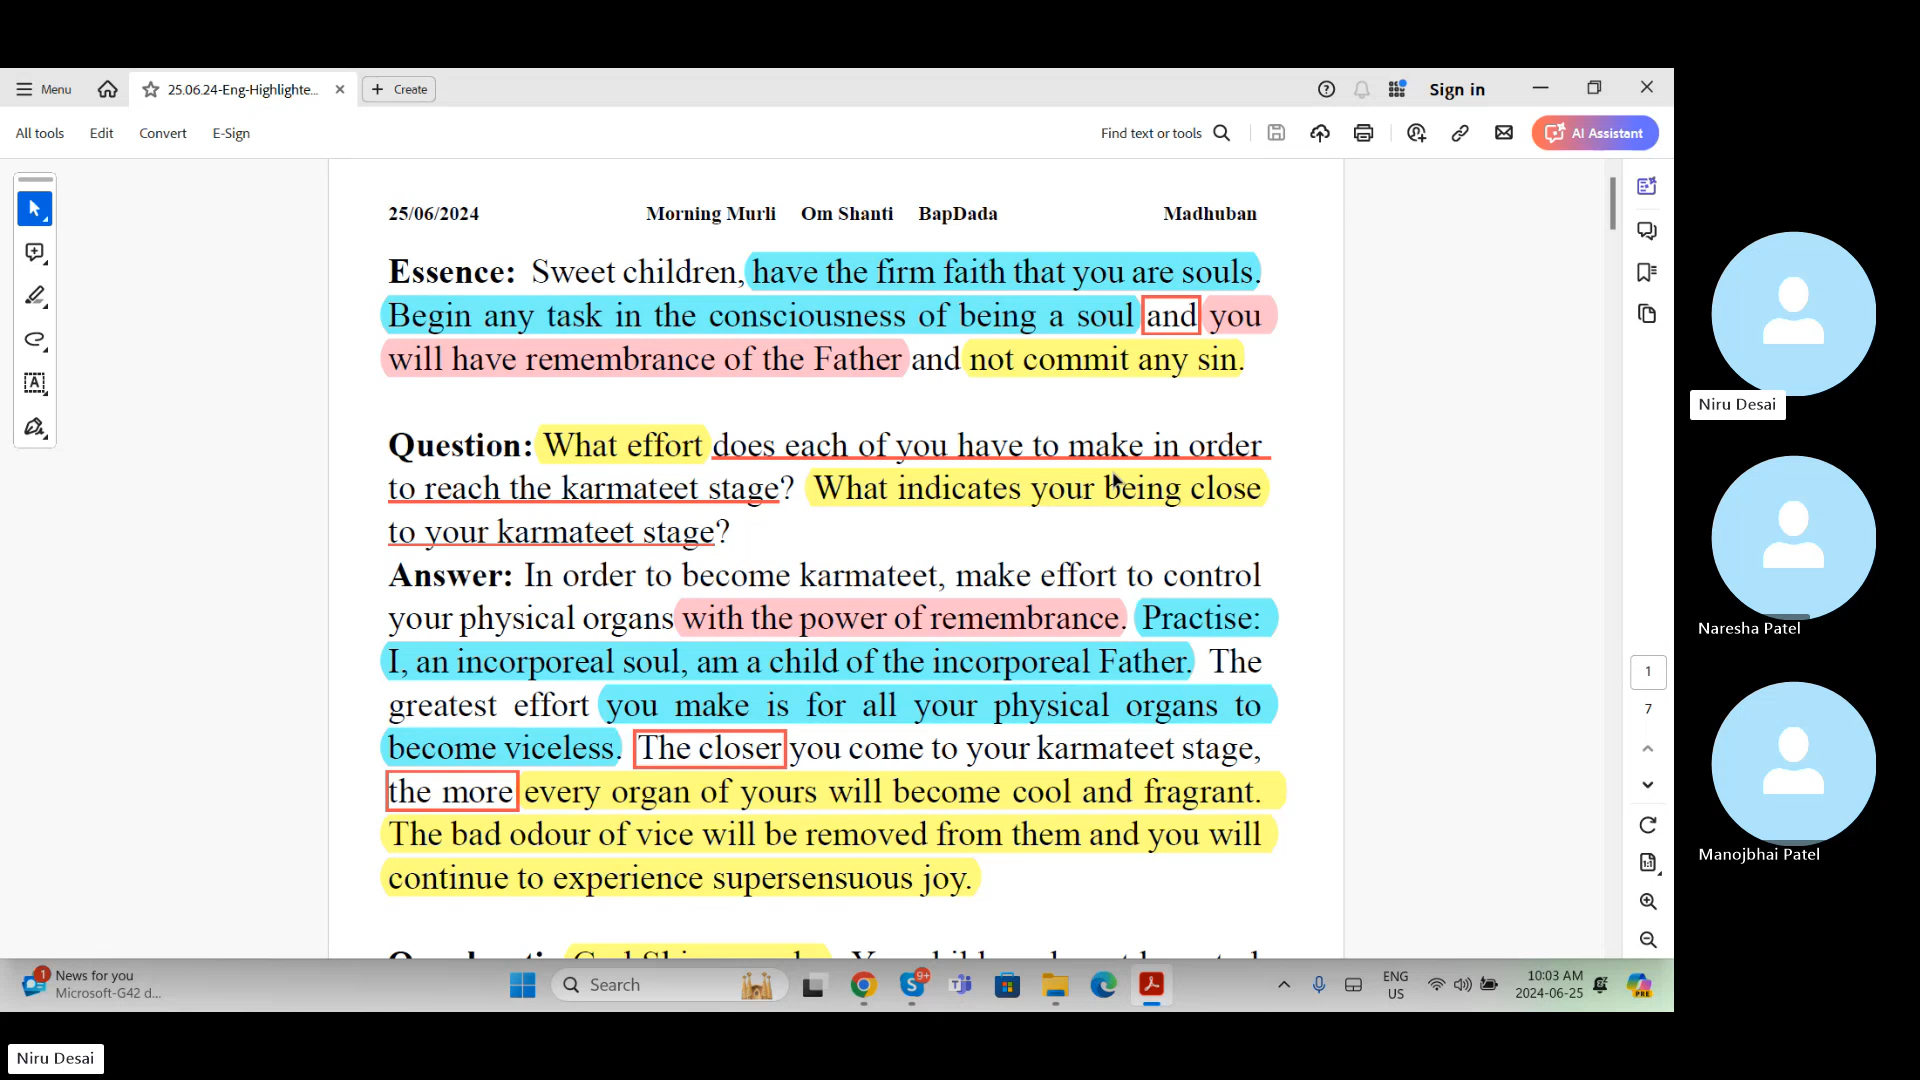 Menu
25.06.24-Eng-Highlighte...
Create
Sign in
All tools
Edit
Convert
E-Sign
Find text or tools
AI Assistant
25/06/2024 Morning Murli Om Shanti BapDada Madhuban
Essence: Sweet children, have the firm faith that you are souls.
Begin any task in the consciousness of being a soul and you
will have remembrance of the Father and not commit any sin.
Question: What effort does each of you have to make in order
to reach the karmateet stage? What indicates your being close
to your karmateet stage?
Answer: In order to become karmateet, make effort to control
your physical organs with the power of remembrance. Practise:
I, an incorporeal soul, am a child of the incorporeal Father. The
greatest effort you make is for all your physical organs to
become viceless. The closer you come to your karmateet stage,
the more every organ of yours will become cool and fragrant.
The bad odour of vice will be removed from them and you will
continue to experience supersensuous joy.
1
7
Niru Desai
Naresha Patel
Manojbhai Patel
1
News for you
Microsoft-G42 d...
Search
9+
ENG
US
10:03 AM
2024-06-25
PRE
Niru Desai